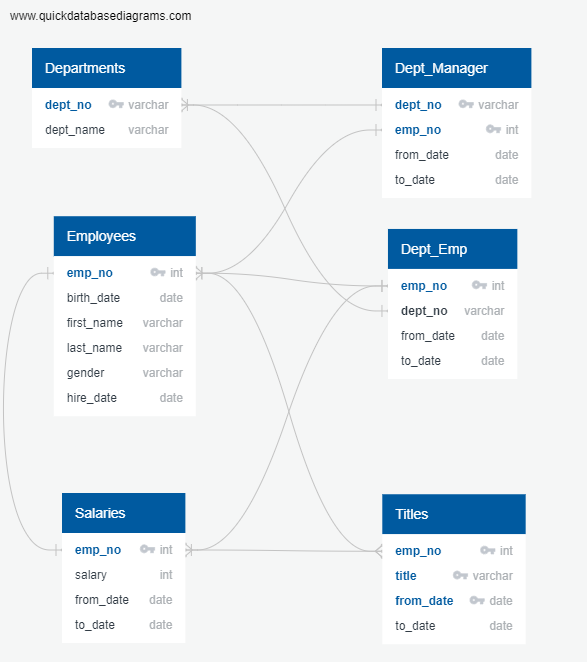 www.quickdatabasediagrams.com
Departments
dept_no varchar
dept_name varchar
Dept_Manager
dept_no varchar
emp_no int
from_date date
to_date date
Employees
emp_no int
birth_date date
first_name varchar
last_name varchar
gender varchar
hire_date date
Dept_Emp
emp_no int
dept_no varchar
from_date date
to_date date
Salaries
emp_no int
salary int
from_date date
to_date date
Titles
emp_no int
title varchar
from_date date
to_date date